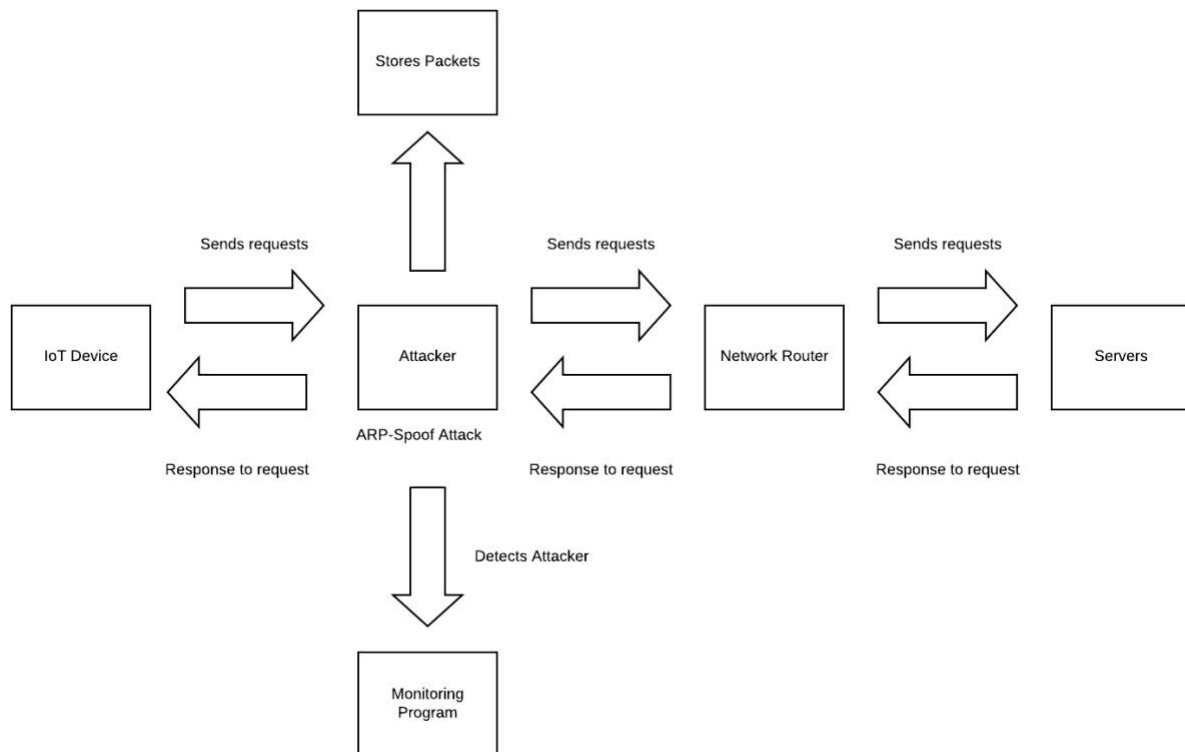 Stores Packets
Sends requests
Sends requests
Sends requests
IoT Device
Attacker
Network Router
Servers
ARP-Spoof Attack
Response to request
Response to request
Response to request
Detects Attacker
Monitoring
Program